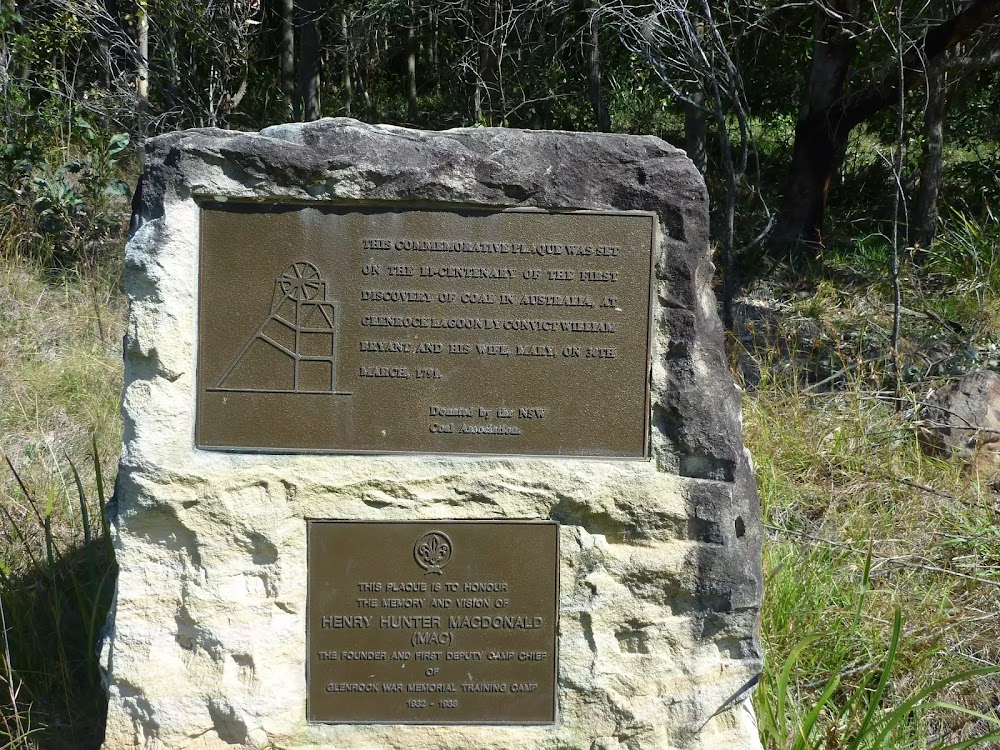 THIS COMMEMORATIVE PLAQUE WAS SET
ON THE BI-CENTENARY OF THE FIRST
DISCOVERY OF COAL IN AUSTRALIA, AT
GLENROCK LAGOON BY CONVICT WILLIAM
BRYANT AND HIS WIFE, MARY, ON 30TH
MARCH, 1791.
Donated by the NSW
Coal Association.
THIS PLAQUE IS TO HONOUR
THE MEMORY AND VISION OF
HENRY HUNTER MACDONALD
(MAC)
THE FOUNDER AND FIRST DEPUTY CAMP CHIEF
OF
GLENROCK WAR MEMORIAL TRAINING CAMP
1932 - 1938